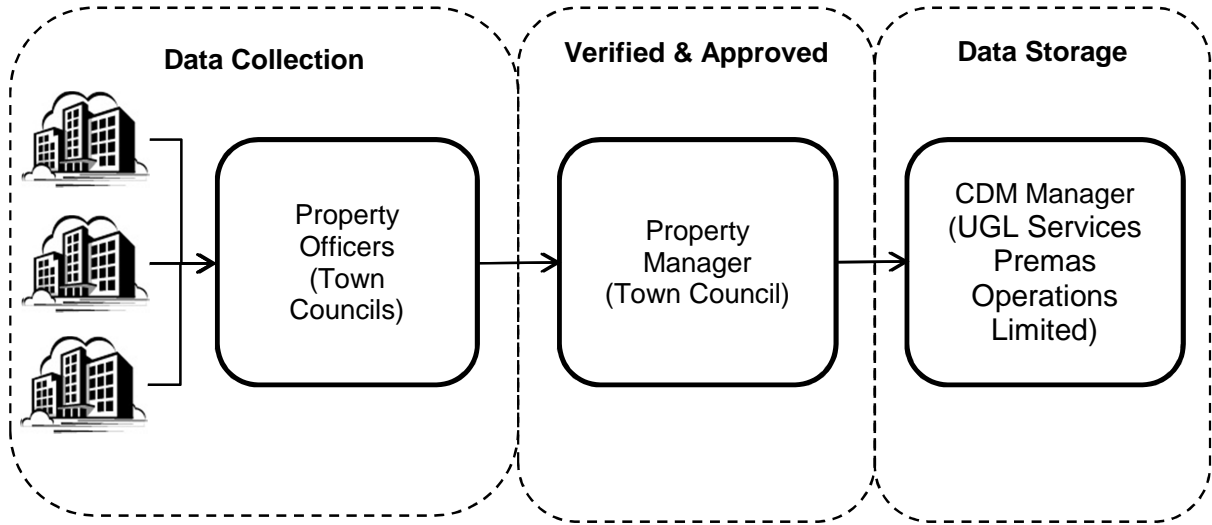 Data Collection
Verified & Approved
Data Storage
Property
Officers
(Town
Councils)
Property
Manager
(Town Council)
CDM Manager
(UGL Services
Premas
Operations
Limited)